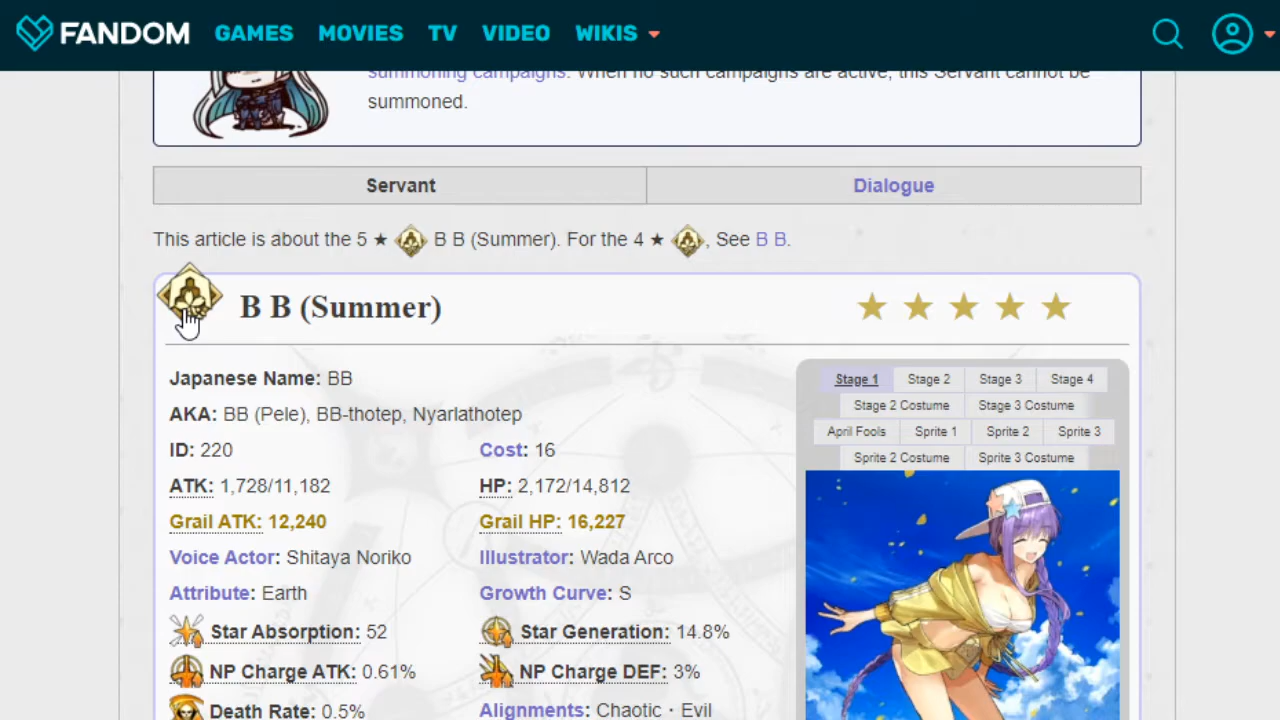 FANDOM GAMES MOVIES TV VIDEO WIKIS
summoning campaigns. When no such campaigns are active, this Servant cannot be
summoned.
Servant Dialogue
This article is about the 5 ★ B B (Summer). For the 4 ★ , See B B.
B B (Summer) ★ ★ ★ ★ ★
Japanese Name: BB
AKA: BB (Pele), BB-thotep, Nyarlathotep
ID: 220 Cost: 16
ATK: 1,728/11,182 HP: 2,172/14,812
Grail ATK: 12,240 Grail HP: 16,227
Voice Actor: Shitaya Noriko Illustrator: Wada Arco
Attribute: Earth Growth Curve: S
Star Absorption: 52 Star Generation: 14.8%
NP Charge ATK: 0.61% NP Charge DEF: 3%
Death Rate: 0.5% Alignments: Chaotic・Evil
Stage 1 Stage 2 Stage 3 Stage 4
Stage 2 Costume Stage 3 Costume
April Fools Sprite 1 Sprite 2 Sprite 3
Sprite 2 Costume Sprite 3 Costume